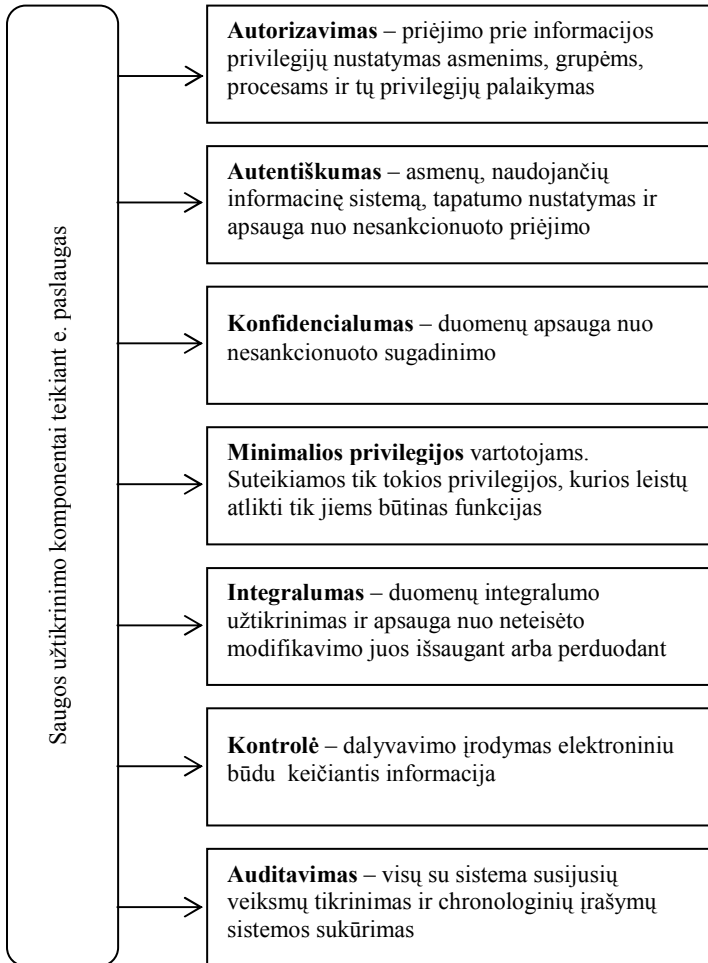 Saugos užtikrinimo komponentai teikiant e. paslaugas
Autorizavimas – priėjimo prie informacijos
privilegijų nustatymas asmenims, grupėms,
procesams ir tų privilegijų palaikymas
Autentiškumas – asmenų, naudojančių
informacinę sistemą, tapatumo nustatymas ir
apsauga nuo nesankcionuoto priėjimo
Konfidencialumas – duomenų apsauga nuo
nesankcionuoto sugadinimo
Minimalios privilegijos vartotojams.
Suteikiamos tik tokios privilegijos, kurios leistų
atlikti tik jiems būtinas funkcijas
Integralumas – duomenų integralumo
užtikrinimas ir apsauga nuo neteisėto
modifikavimo juos išsaugant arba perduodant
Kontrolė – dalyvavimo įrodymas elektroniniu
būdu keičiantis informacija
Auditavimas – visų su sistema susijusių
veiksmų tikrinimas ir chronologinių įrašymų
sistemos sukūrimas